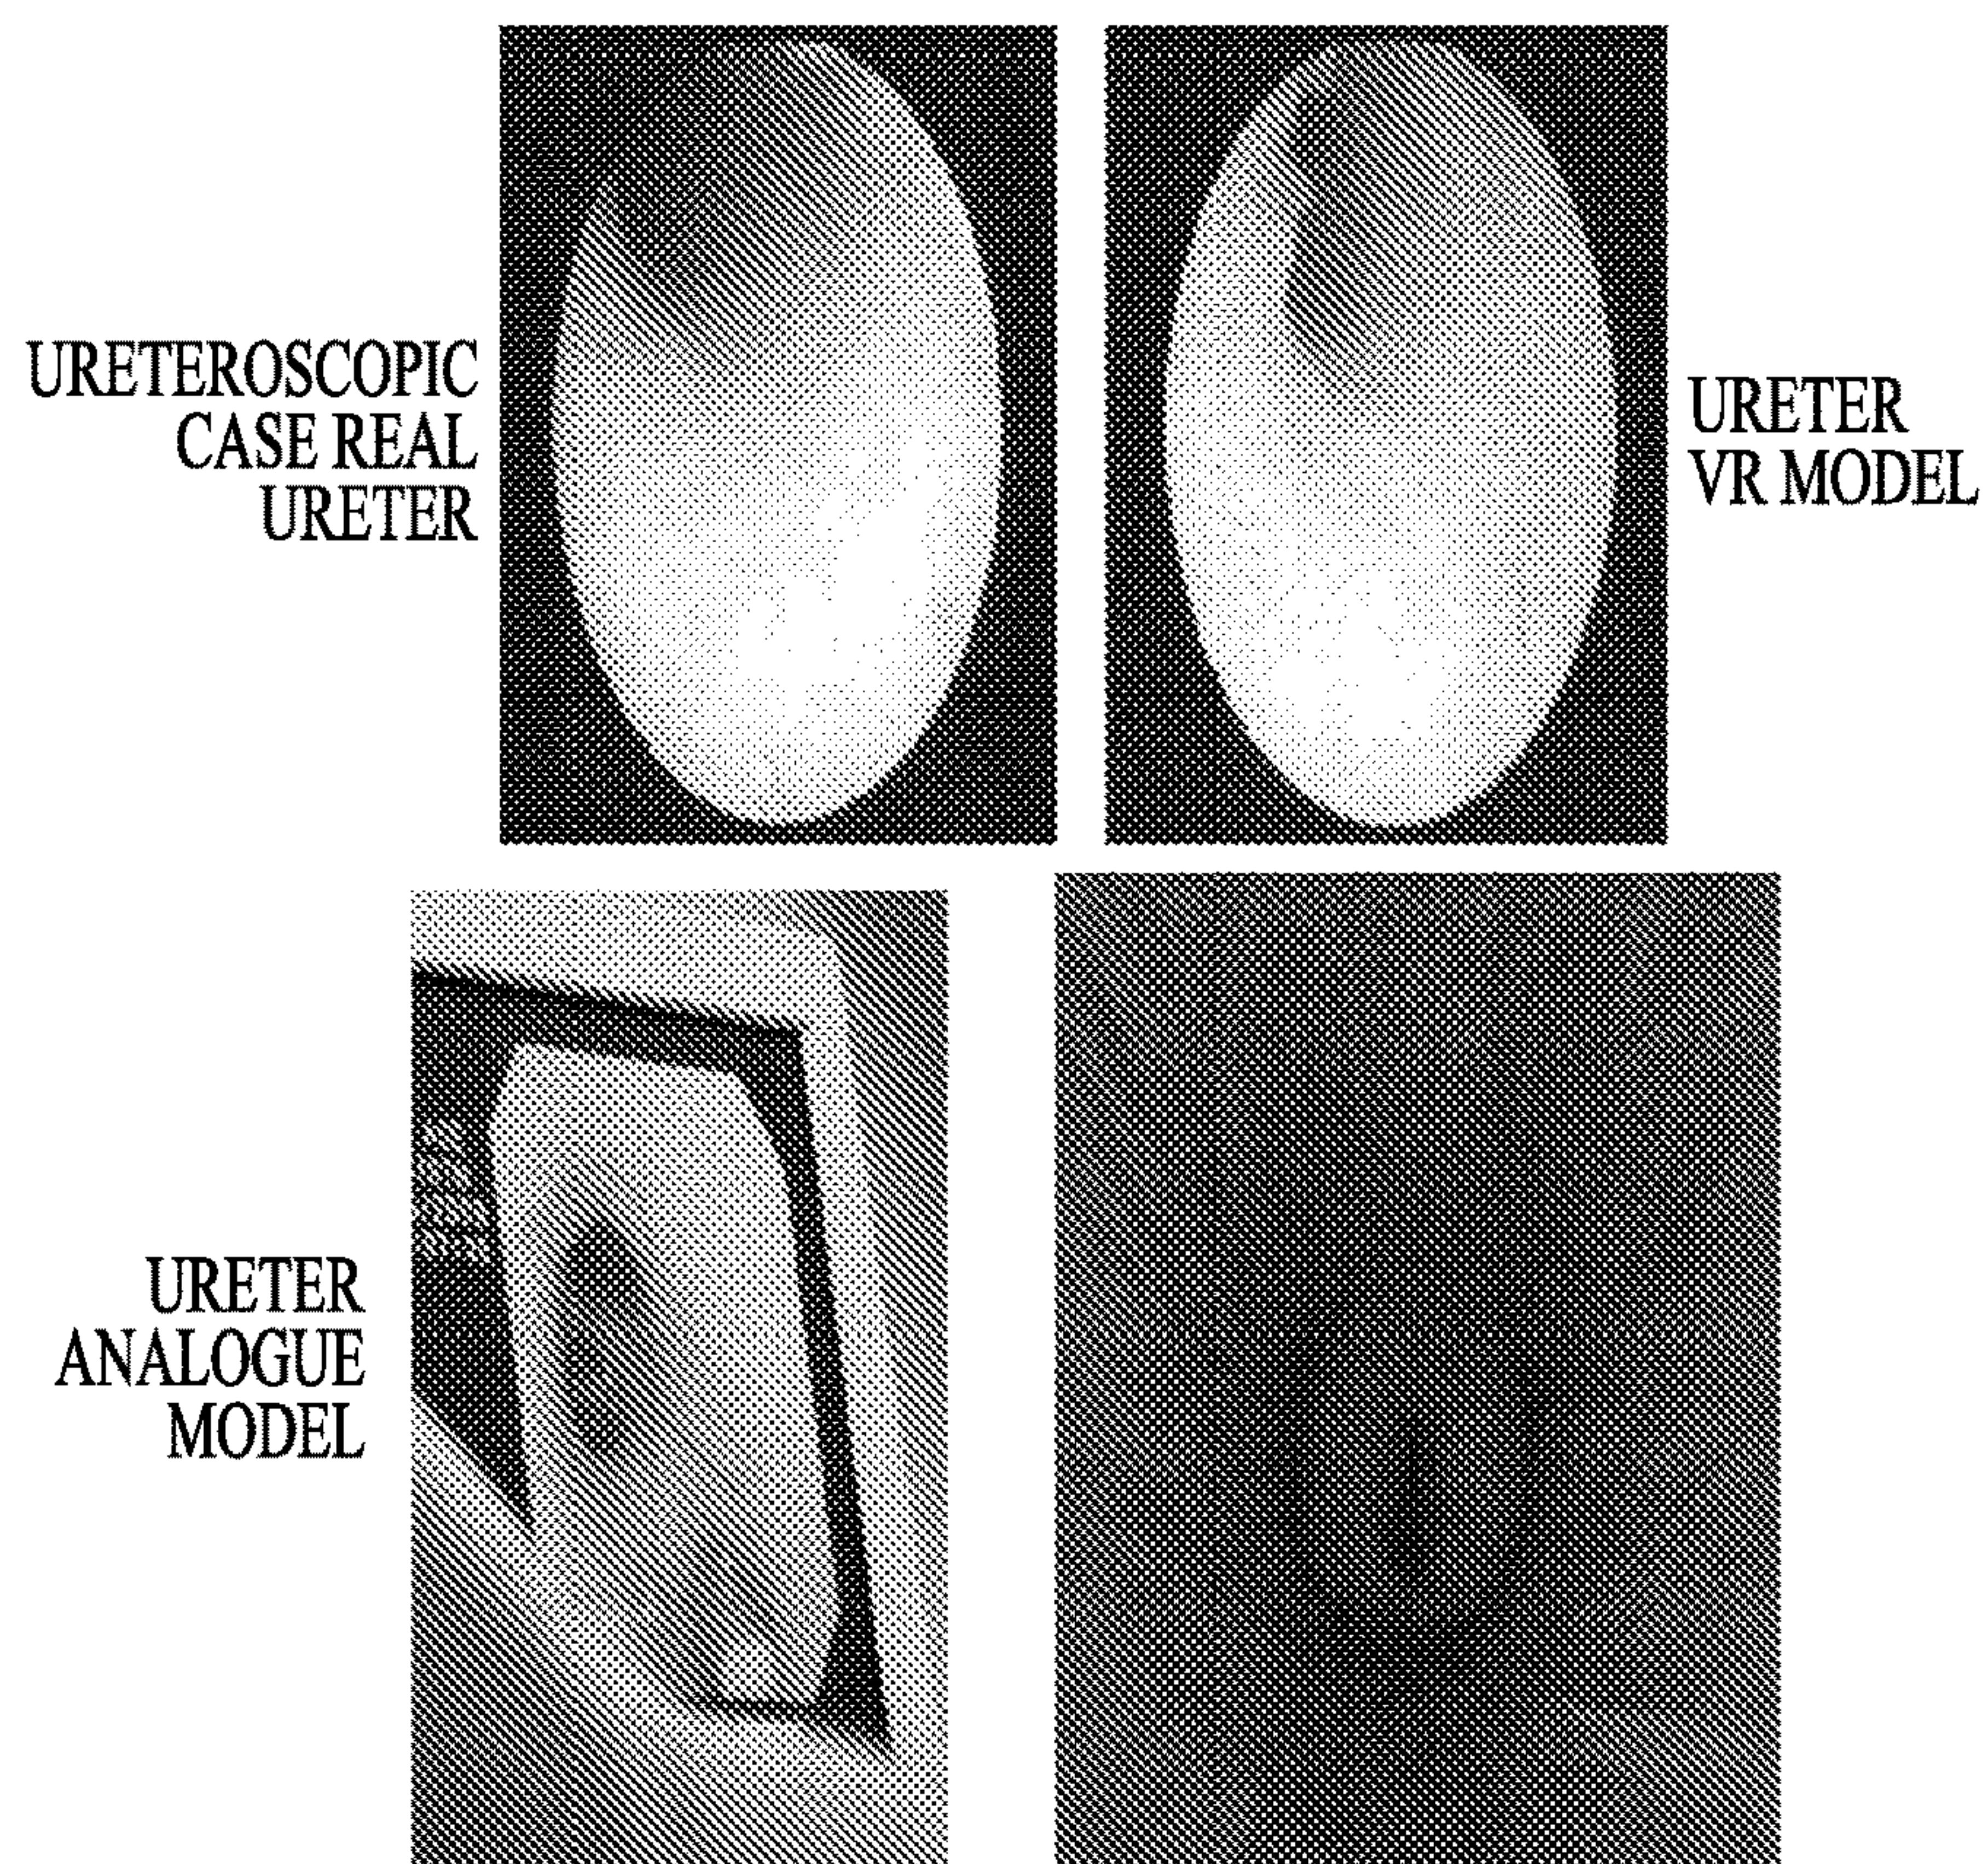 URETEROSCOPIC
CASE REAL
URETER
URETER
VR MODEL
URETER
ANALOGUE
MODEL